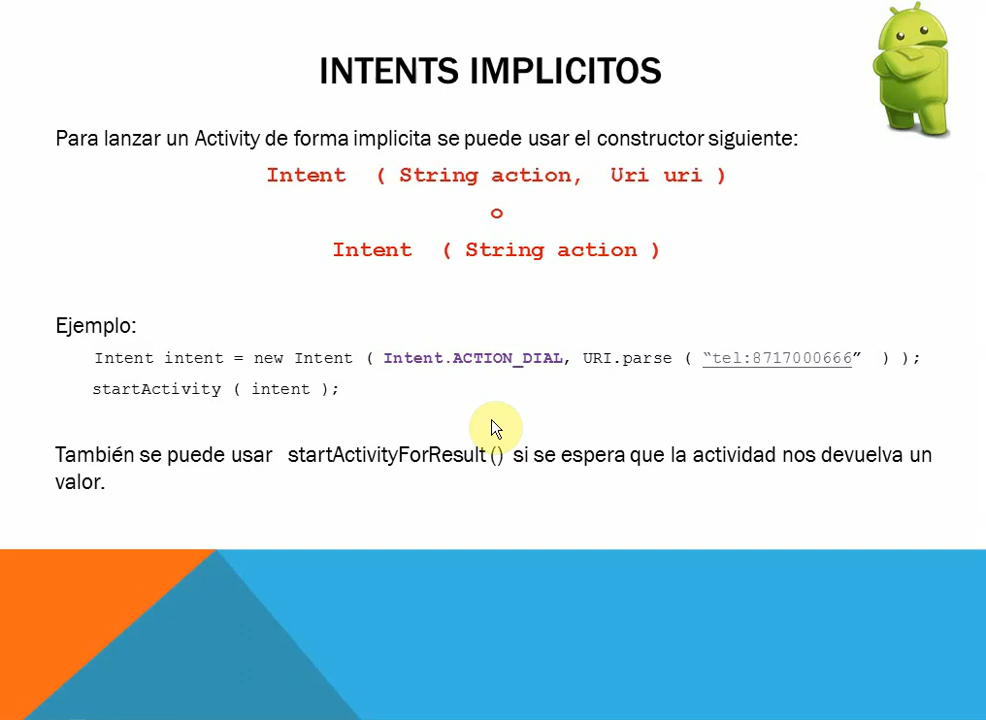 INTENTS IMPLICITOS
Para lanzar un Activity de forma implicita se puede usar el constructor siguiente:
Intent ( String action, Uri uri )
o
Intent ( String action )
Ejemplo:
Intent intent = new Intent ( Intent.ACTION_DIAL, URI.parse ( “tel:8717000666” ) );
startActivity ( intent );
También se puede usar startActivityForResult () si se espera que la actividad nos devuelva un
valor.